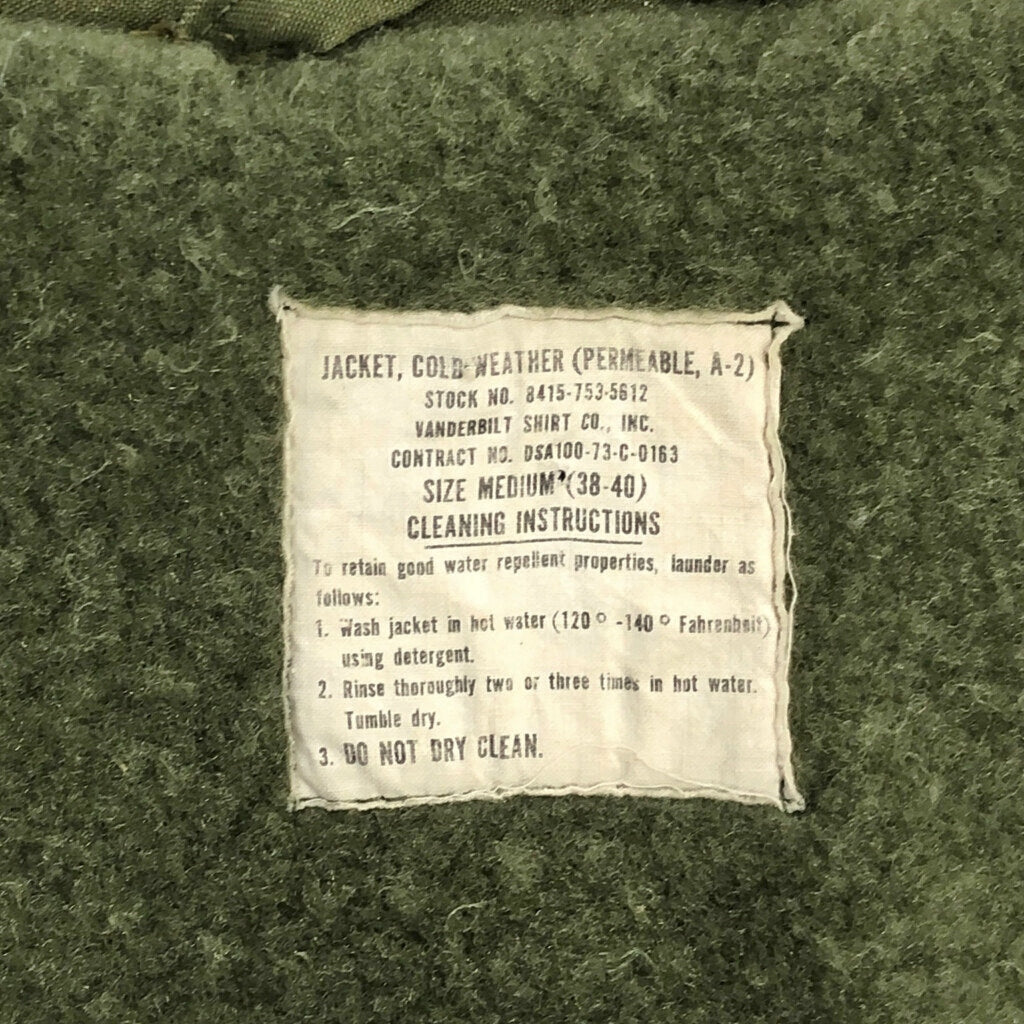 JACKET, COLD WEATHER (PERMEABLE, A-2)
STOCK NO. 8415-753-5612
VANDERBILT SHIRT CO., INC.
CONTRACT NO. DSA100-73-C-0163
SIZE MEDIUM (38-40)
CLEANING INSTRUCTIONS
To retain good water repellent properties, launder as
follows:
1. Wash jacket in hot water (120° -140° Fahrenheit)
using detergent.
2. Rinse thoroughly two or three times in hot water.
Tumble dry.
3. DO NOT DRY CLEAN.